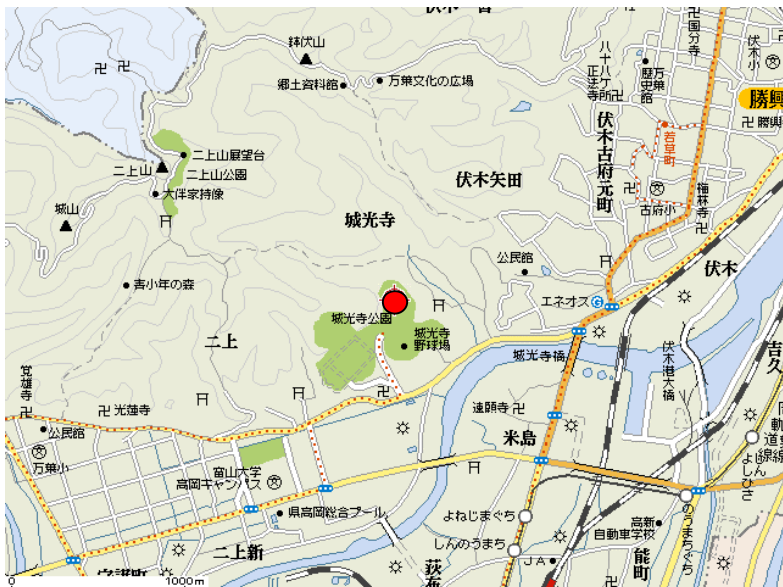 鉢伏山
郷土資料館
万葉文化の広場
八十八ケ所
正法寺
万葉
歴史館
国分寺
伏木小
勝興
勝興
若草町
古府小
梅林寺
伏木古府元町
伏木矢田
二上山展望台
二上山
二上山公園
大伴家持像
城山
城光寺
公民館
伏木
青小年の森
エネオス
城光寺公園
城光寺
野球場
二上
城光寺橋
伏木港大橋
吉久
覚雄寺
光蓮寺
公民館
万葉小
遠願寺
米島
富山大学
高岡キャンパス
県高岡総合プール
二上新
よねじまぐち
しんのうまち
高新
自動車学校
能町
のうまちぐち
よしひさ
ＪＡ
0
1000m